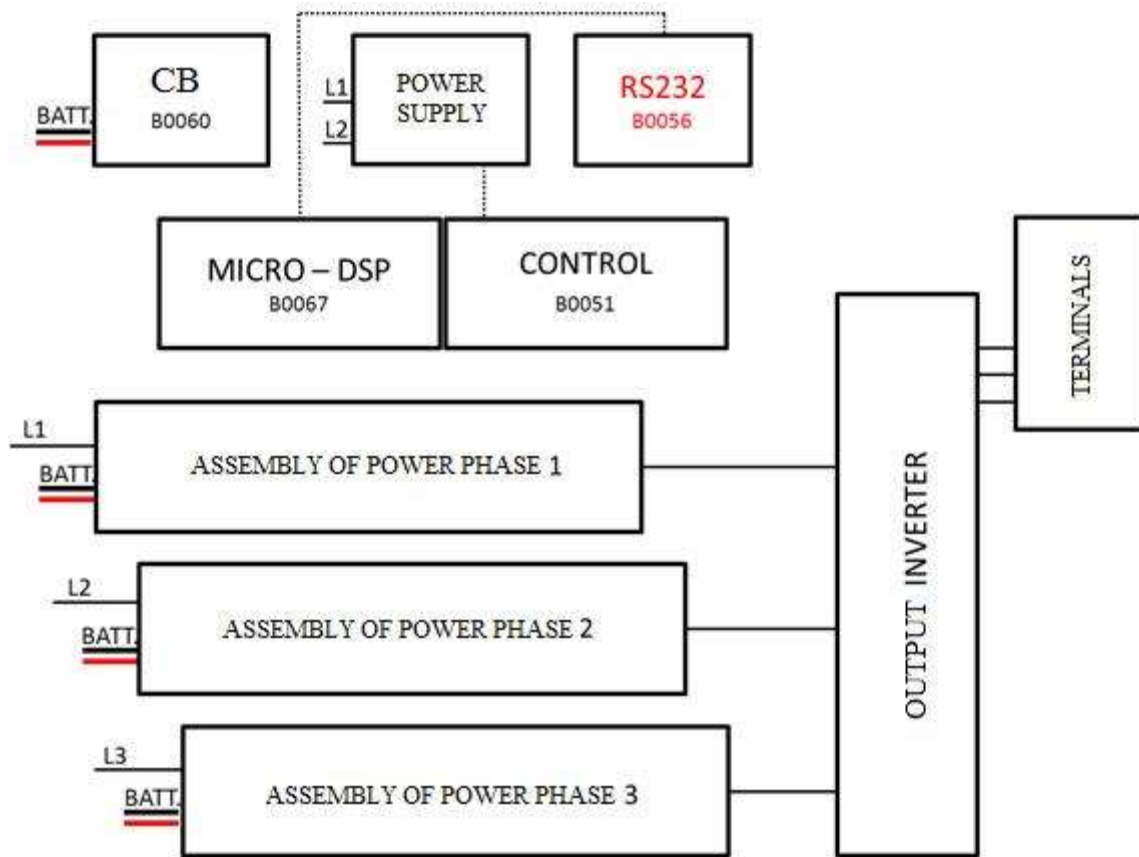 CB
B0060
BATT.
POWER
SUPPLY
L1
L2
RS232
B0056
MICRO – DSP
B0067
CONTROL
B0051
TERMINALS
OUTPUT INVERTER
L1
BATT.
ASSEMBLY OF POWER PHASE 1
L2
BATT.
ASSEMBLY OF POWER PHASE 2
L3
BATT.
ASSEMBLY OF POWER PHASE 3